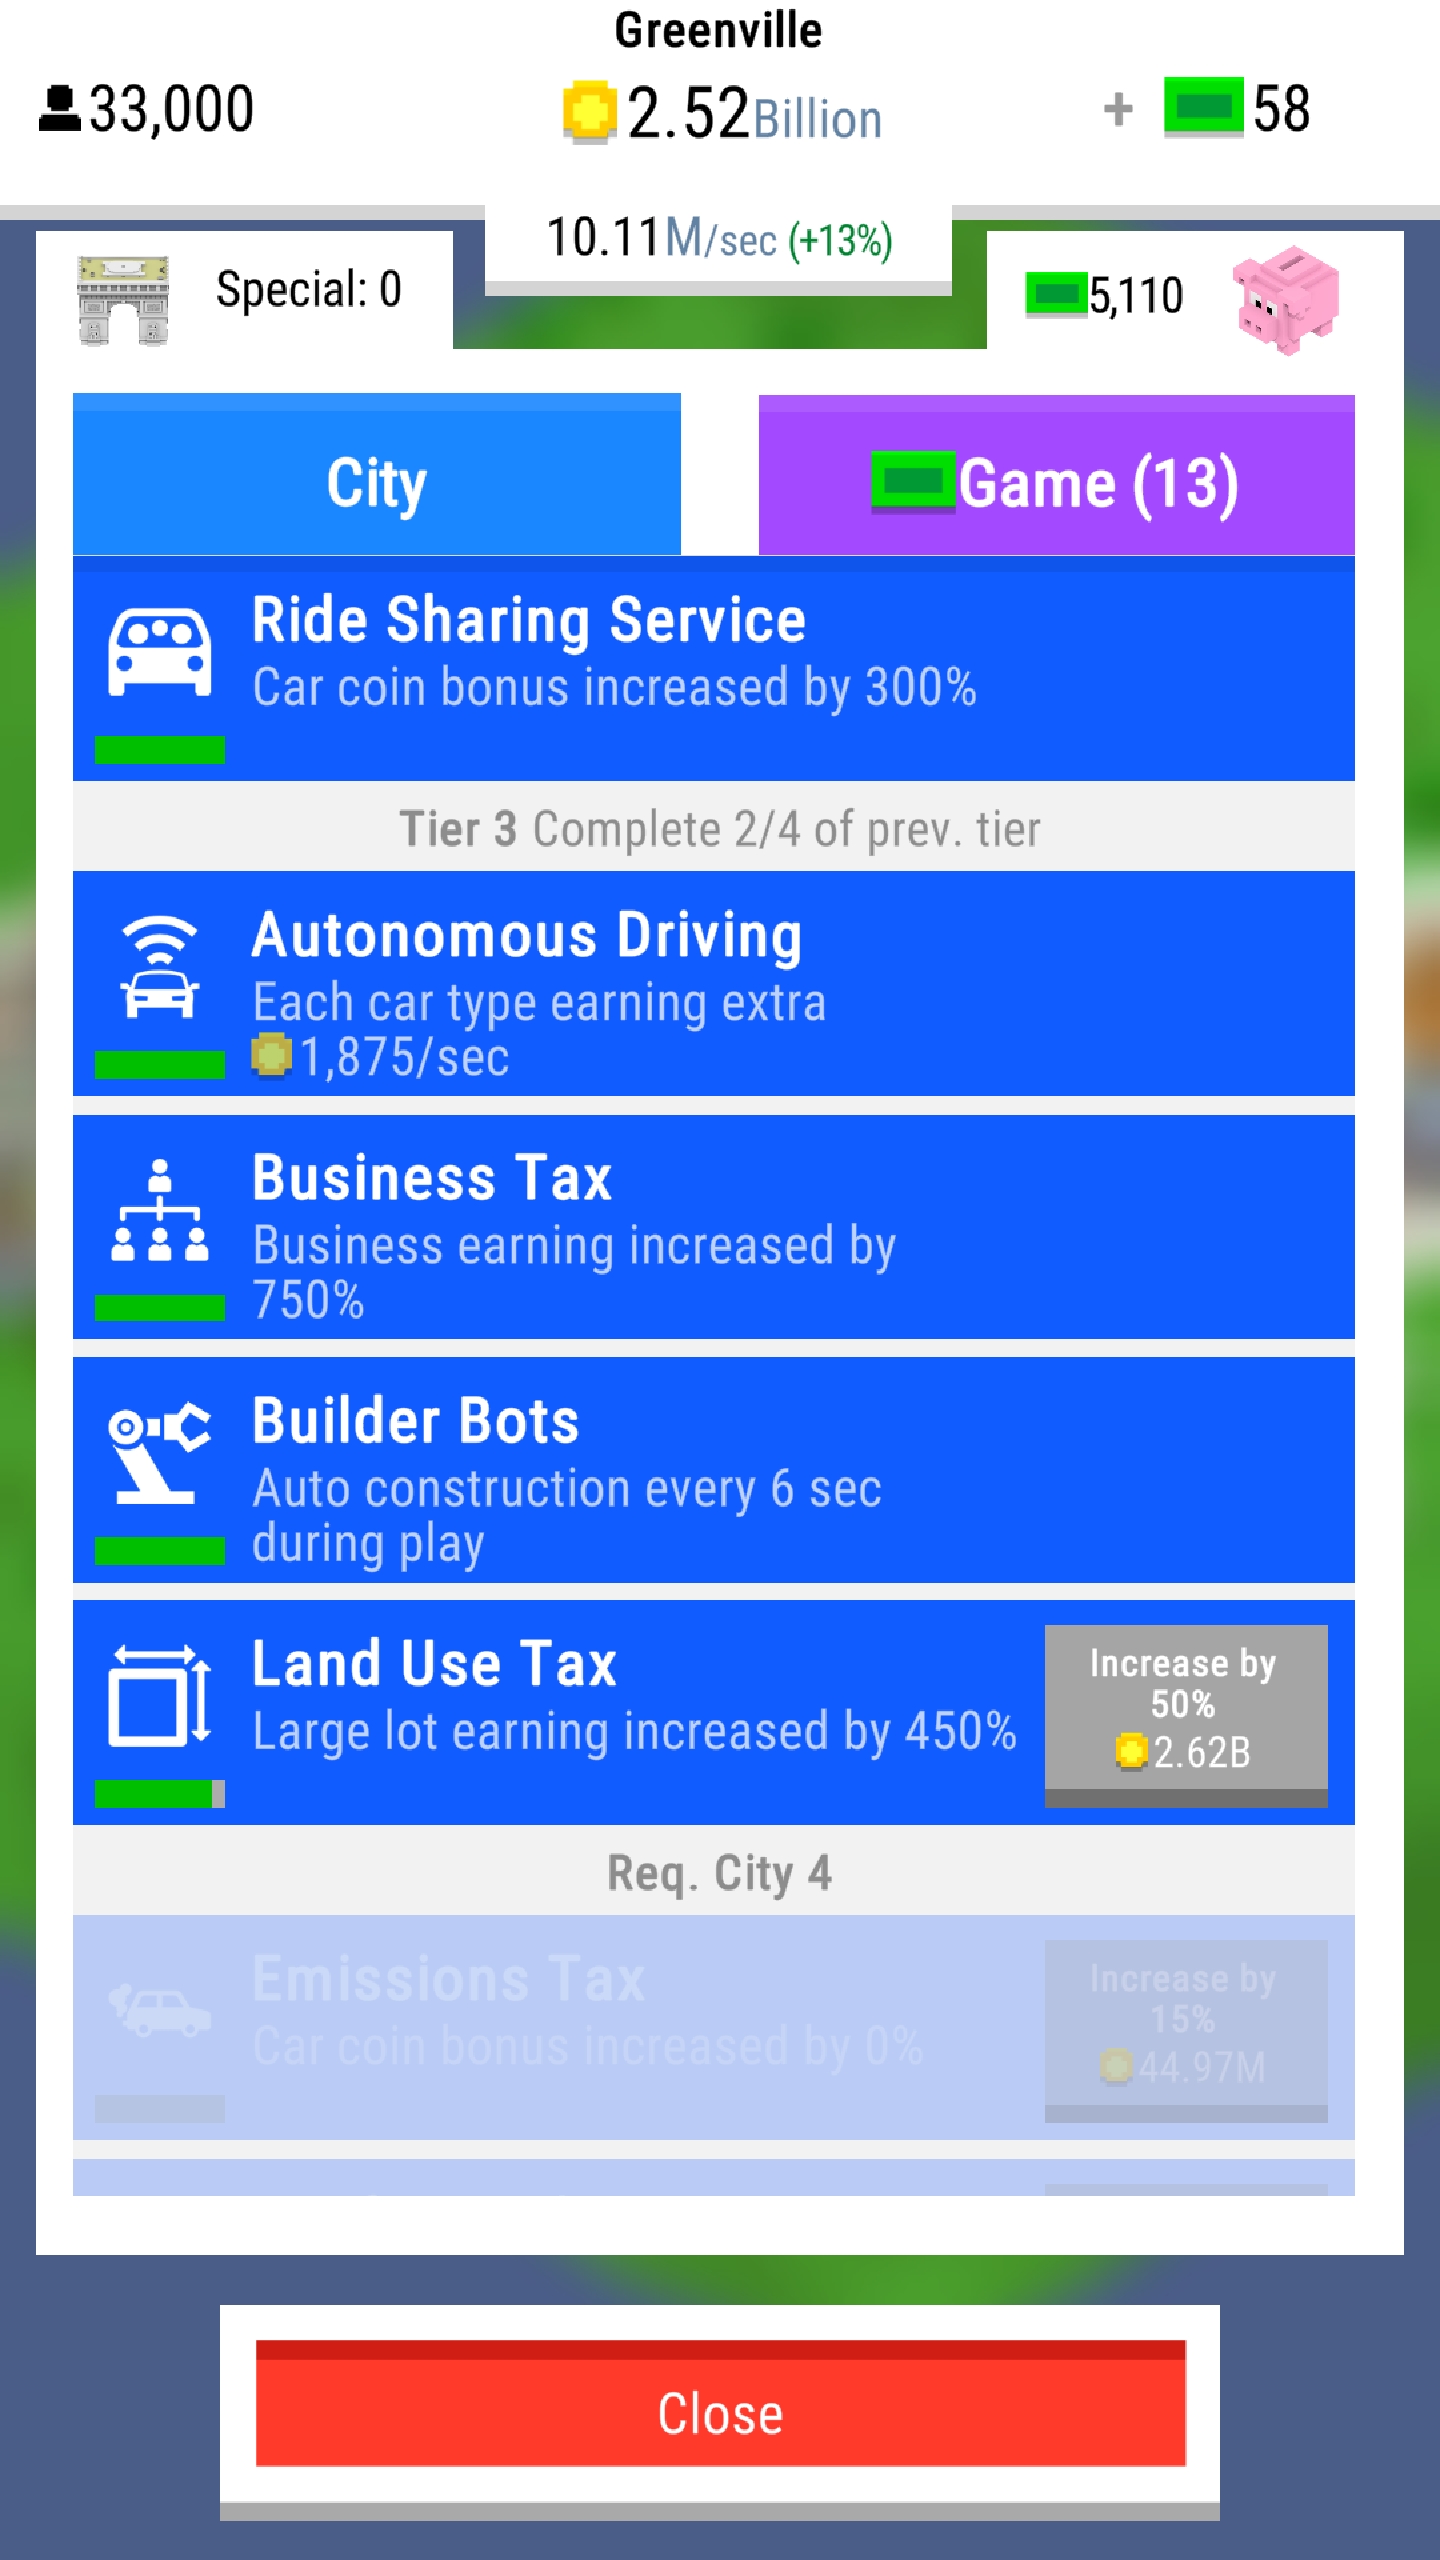 Greenville
33,000
2.52Billion
+ 58
10.11M/sec (+13%)
Special: 0
5,110
City
Game (13)
Ride Sharing Service
Car coin bonus increased by 300%
Tier 3 Complete 2/4 of prev. tier
Autonomous Driving
Each car type earning extra
1,875/sec
Business Tax
Business earning increased by
750%
Builder Bots
Auto construction every 6 sec
during play
Land Use Tax
Large lot earning increased by 450%
Increase by
50%
2.62B
Req. City 4
Emissions Tax
Car coin bonus increased by 0%
Increase by
15%
44.97M
Close